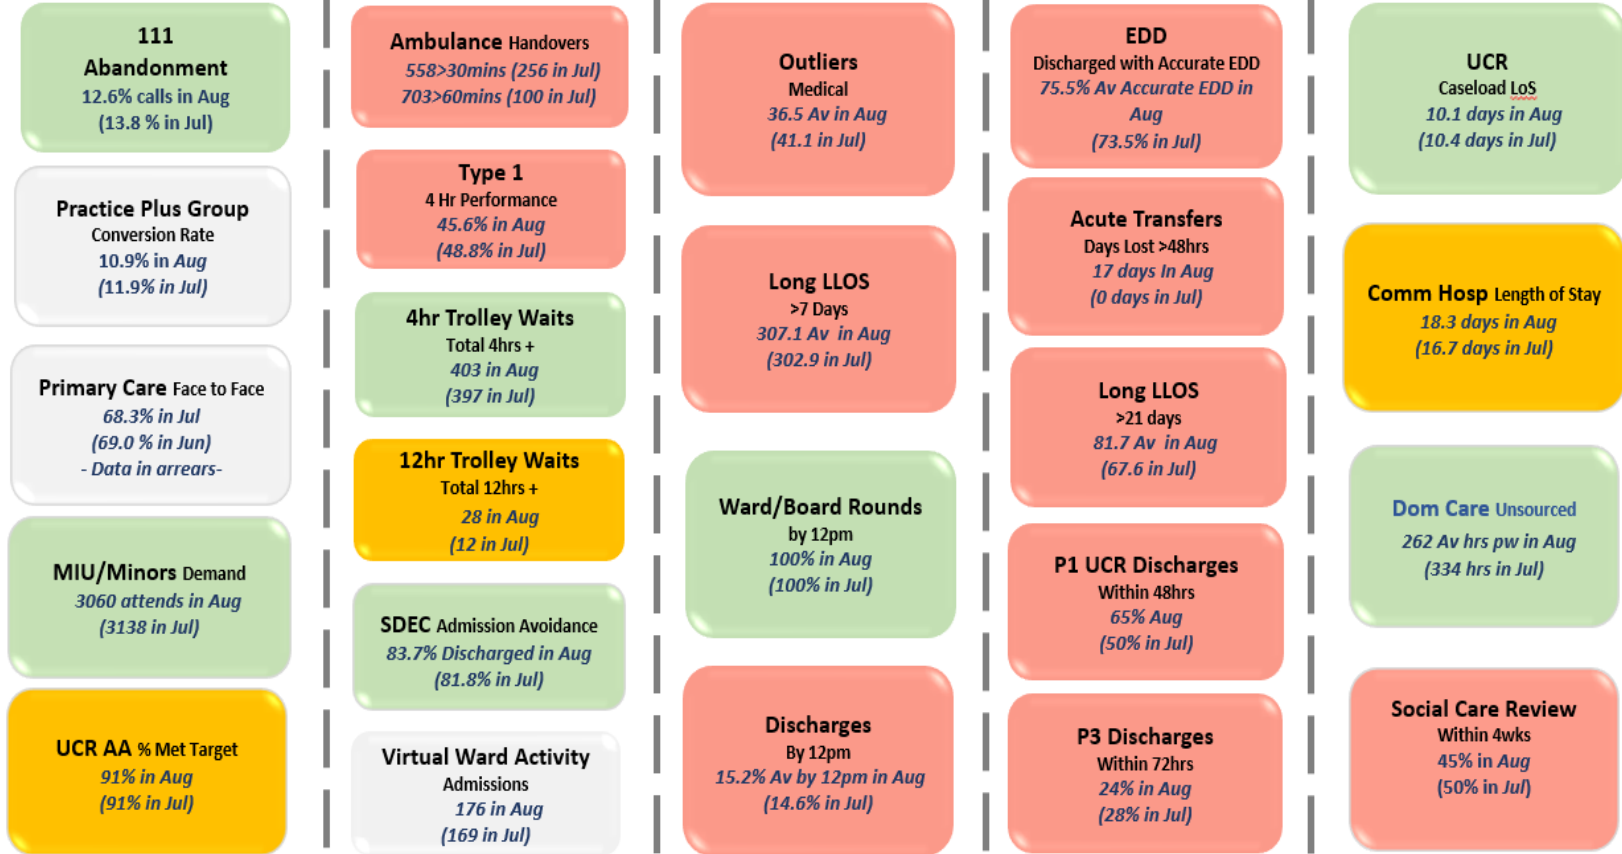 111
Abandonment
12.6% calls in Aug
(13.8 % in Jul)
Practice Plus Group
Conversion Rate
10.9% in Aug
(11.9% in Jul)
Primary Care Face to Face
68.3% in Jul
(69.0 % in Jun)
- Data in arrears-
MIU/Minors Demand
3060 attends in Aug
(3138 in Jul)
UCR AA % Met Target
91% in Aug
(91% in Jul)
Ambulance Handovers
558>30mins (256 in Jul)
703>60mins (100 in Jul)
Type 1
4 Hr Performance
45.6% in Aug
(48.8% in Jul)
4hr Trolley Waits
Total 4hrs +
403 in Aug
(397 in Jul)
12hr Trolley Waits
Total 12hrs +
28 in Aug
(12 in Jul)
SDEC Admission Avoidance
83.7% Discharged in Aug
(81.8% in Jul)
Virtual Ward Activity
Admissions
176 in Aug
(169 in Jul)
Outliers
Medical
36.5 Av in Aug
(41.1 in Jul)
Long LLOS
>7 Days
307.1 Av in Aug
(302.9 in Jul)
Ward/Board Rounds
by 12pm
100% in Aug
(100% in Jul)
Discharges
By 12pm
15.2% Av by 12pm in Aug
(14.6% in Jul)
EDD
Discharged with Accurate EDD
75.5% Av Accurate EDD in
Aug
(73.5% in Jul)
Acute Transfers
Days Lost >48hrs
17 days In Aug
(0 days in Jul)
Long LLOS
>21 days
81.7 Av in Aug
(67.6 in Jul)
P1 UCR Discharges
Within 48hrs
65% Aug
(50% in Jul)
P3 Discharges
Within 72hrs
24% in Aug
(28% in Jul)
UCR
Caseload LoS
10.1 days in Aug
(10.4 days in Jul)
Comm Hosp Length of Stay
18.3 days in Aug
(16.7 days in Jul)
Dom Care Unsourced
262 Av hrs pw in Aug
(334 hrs in Jul)
Social Care Review
Within 4wks
45% in Aug
(50% in Jul)